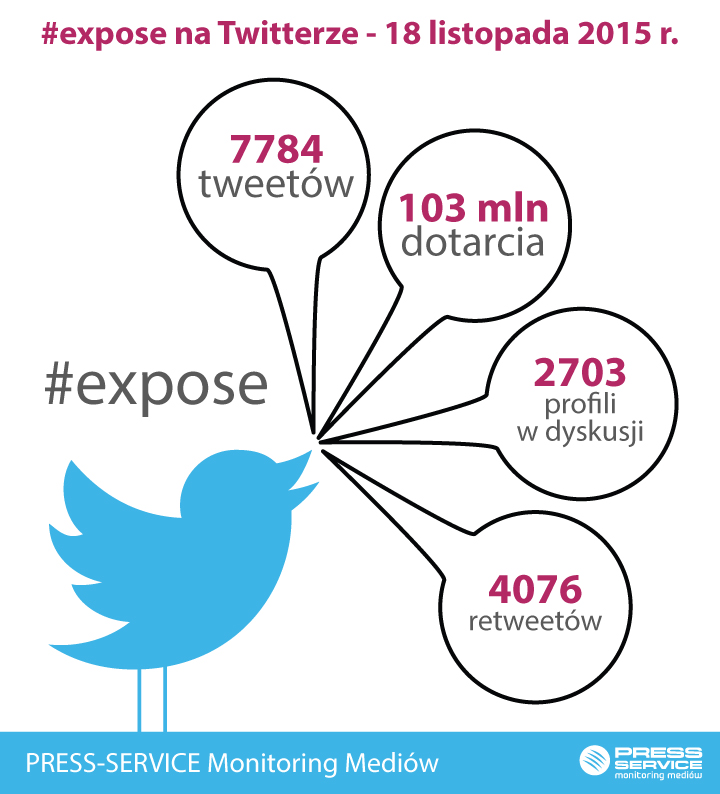 #expose na Twitterze - 18 listopada 2015 r.
7784
tweetów
103 mln
dotarcia
2703
profili
w dyskusji
#expose
4076
retweetów
PRESS-SERVICE Monitoring Mediów
PRESS
SERVICE
monitoring mediów